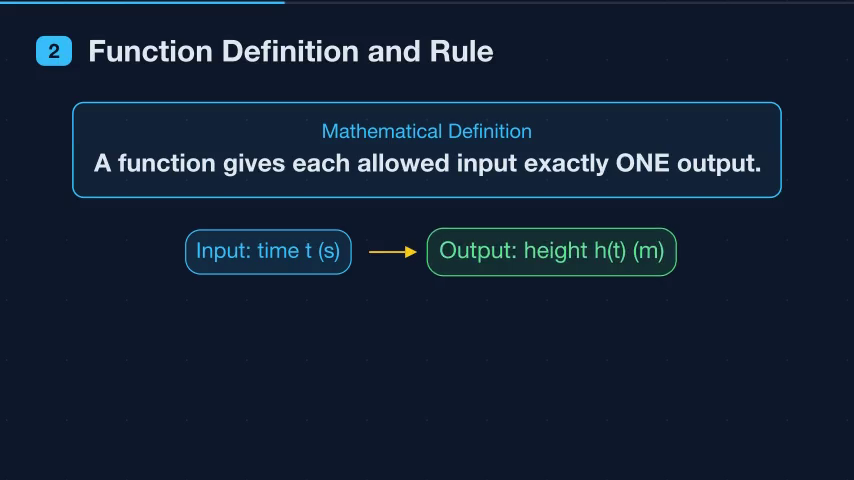 2 Function Definition and Rule
Mathematical Definition
A function gives each allowed input exactly ONE output.
Input: time t (s) Output: height h(t) (m)